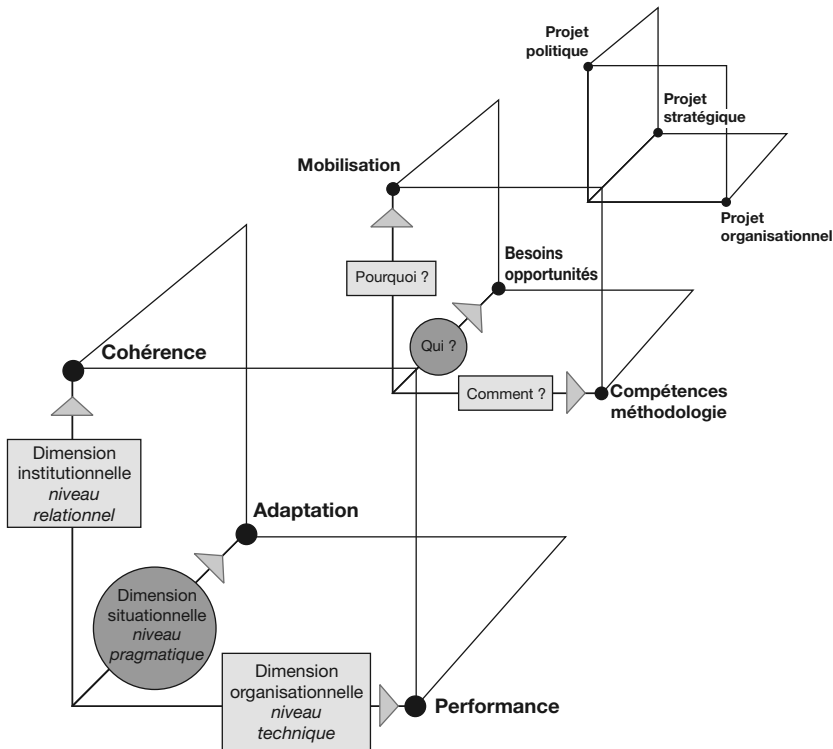 Projet
politique
Projet
stratégique
Projet
organisationnel
Mobilisation
Pourquoi ?
Besoins
opportunités
Qui ?
Comment ?
Compétences
méthodologie
Cohérence
Dimension
institutionnelle
niveau
relationnel
Adaptation
Dimension
situationnelle
niveau
pragmatique
Dimension
organisationnelle
niveau
technique
Performance